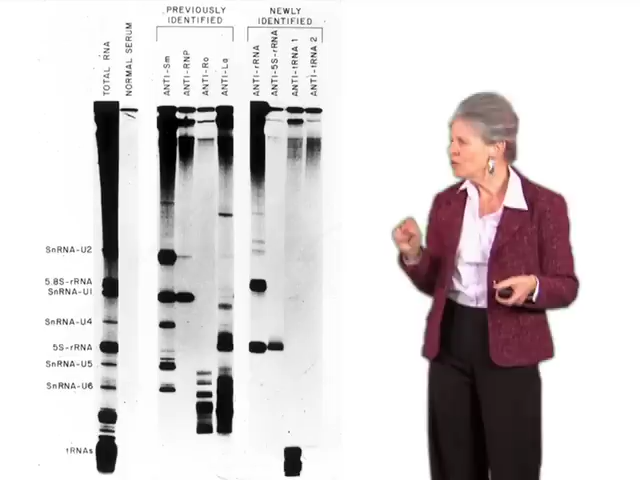 PREVIOUSLY
IDENTIFIED
NEWLY
IDENTIFIED
TOTAL RNA
NORMAL SERUM
ANTI-Sm
ANTI-RNP
ANTI-Ro
ANTI-La
ANTI-rRNA
ANTI-5S-rRNA
ANTI-tRNA 1
ANTI-tRNA 2
SnRNA-U2
5.8S-rRNA
SnRNA-U1
SnRNA-U4
5S-rRNA
SnRNA-U5
SnRNA-U6
tRNAs